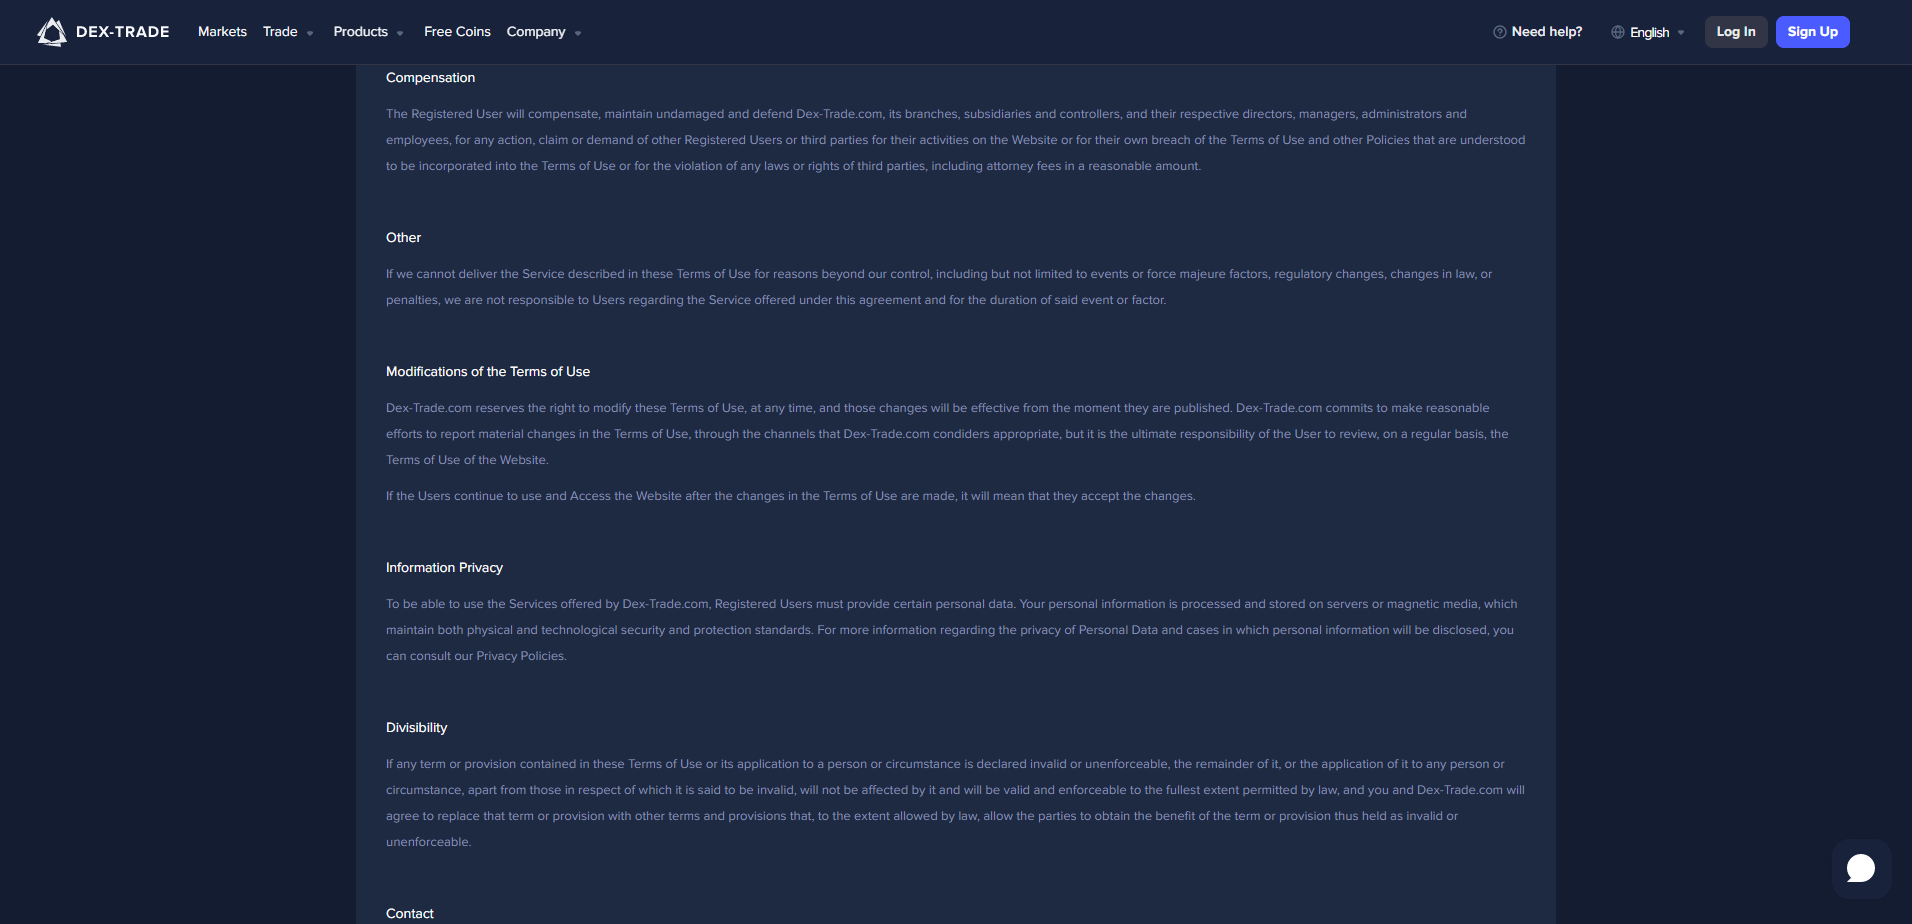 DEX-TRADE Markets Trade Products Free Coins Company Need help? English Log In Sign Up
Compensation
The Registered User will compensate, maintain undamaged and defend Dex-Trade.com, its branches, subsidiaries and controllers, and their respective directors, managers, administrators and
employees, for any action, claim or demand of other Registered Users or third parties for their activities on the Website or for their own breach of the Terms of Use and other Policies that are understood
to be incorporated into the Terms of Use or for the violation of any laws or rights of third parties, including attorney fees in a reasonable amount.
Other
If we cannot deliver the Service described in these Terms of Use for reasons beyond our control, including but not limited to events or force majeure factors, regulatory changes, changes in law, or
penalties, we are not responsible to Users regarding the Service offered under this agreement and for the duration of said event or factor.
Modifications of the Terms of Use
Dex-Trade.com reserves the right to modify these Terms of Use, at any time, and those changes will be effective from the moment they are published. Dex-Trade.com commits to make reasonable
efforts to report material changes in the Terms of Use, through the channels that Dex-Trade.com condiders appropriate, but it is the ultimate responsibility of the User to review, on a regular basis, the
Terms of Use of the Website.
If the Users continue to use and Access the Website after the changes in the Terms of Use are made, it will mean that they accept the changes.
Information Privacy
To be able to use the Services offered by Dex-Trade.com, Registered Users must provide certain personal data. Your personal information is processed and stored on servers or magnetic media, which
maintain both physical and technological security and protection standards. For more information regarding the privacy of Personal Data and cases in which personal information will be disclosed, you
can consult our Privacy Policies.
Divisibility
If any term or provision contained in these Terms of Use or its application to a person or circumstance is declared invalid or unenforceable, the remainder of it, or the application of it to any person or
circumstance, apart from those in respect of which it is said to be invalid, will not be affected by it and will be valid and enforceable to the fullest extent permitted by law, and you and Dex-Trade.com will
agree to replace that term or provision with other terms and provisions that, to the extent allowed by law, allow the parties to obtain the benefit of the term or provision thus held as invalid or
unenforceable.
Contact